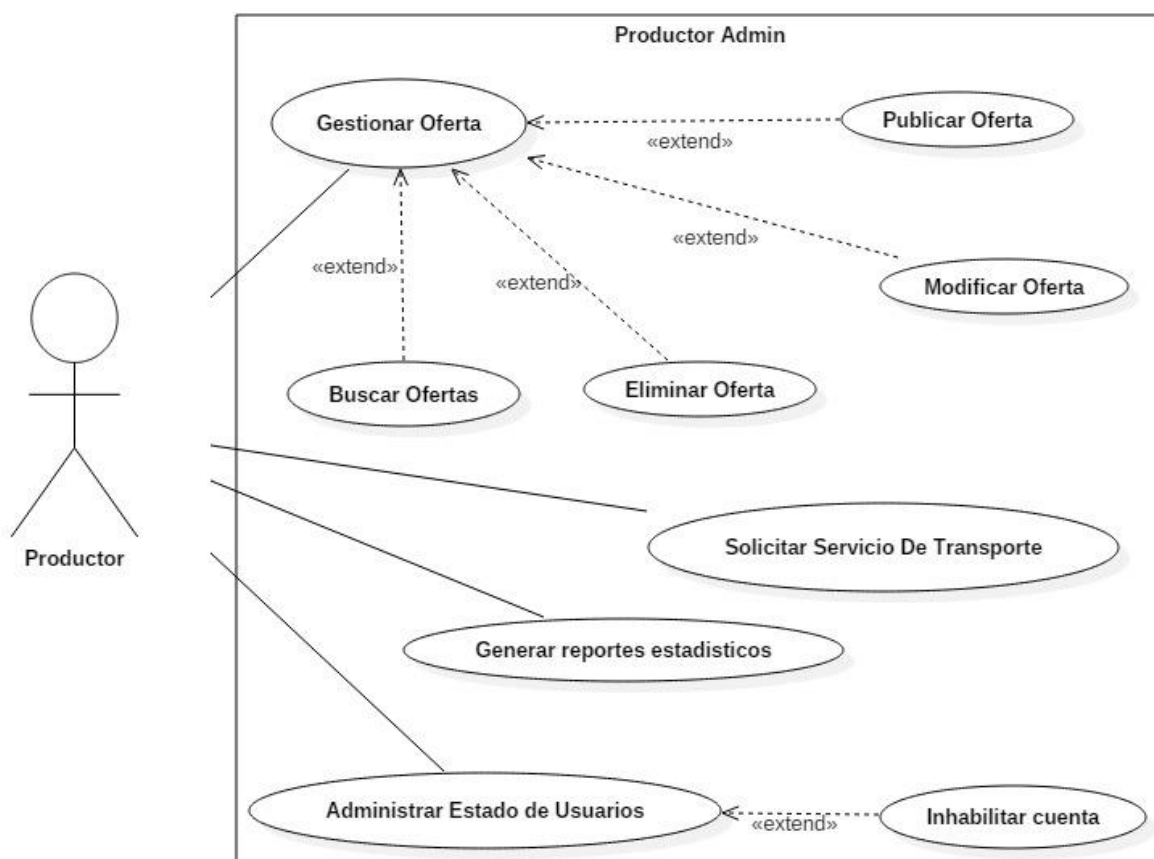 Productor Admin
Gestionar Oferta
Publicar Oferta
«extend»
«extend»
Modificar Oferta
«extend»
«extend»
Buscar Ofertas
Eliminar Oferta
Productor
Solicitar Servicio De Transporte
Generar reportes estadisticos
Administrar Estado de Usuarios
«extend»
Inhabilitar cuenta